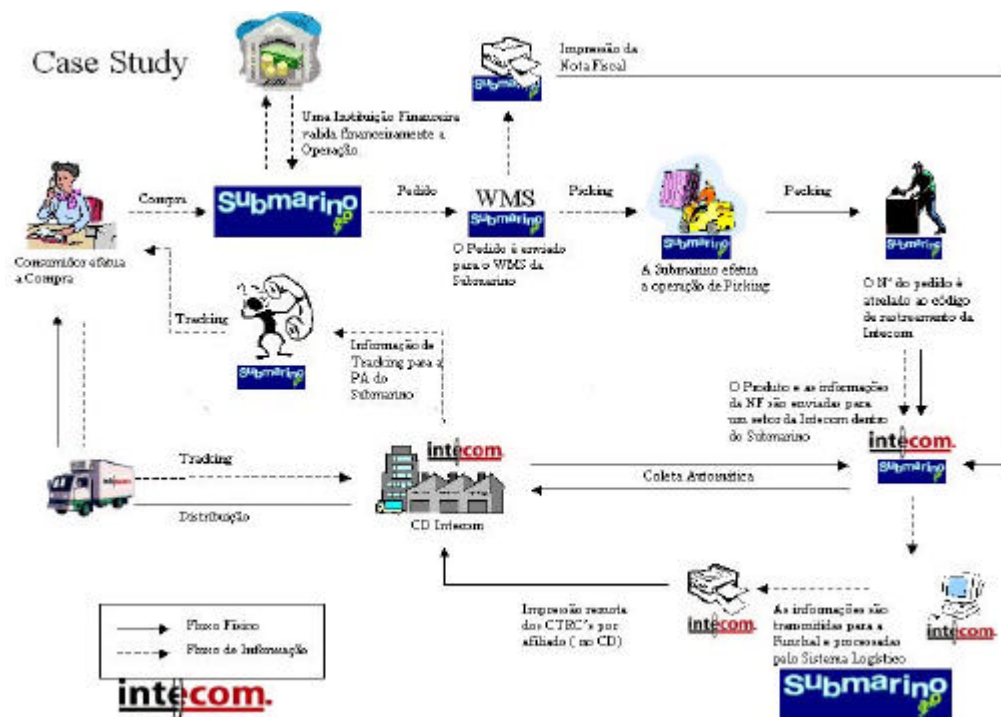 Case Study
Impressão da
Nota Fiscal
submarino
Uma Instituição Financeira
valida financeiramente a
Operação.
Compra
submarino
Pedido
WMS
submarino
Picking
submarino
Packing
submarino
Consumidor efetua
a Compra
O Pedido é enviado
para o WMS da
Submarino
A Submarino efetua
a operação de Picking
O Nº do pedido é
atrelado ao código
de rastreamento da
Intecom
Tracking
submarino
Informação de
Tracking para a
PA do
Submarino
O Produto e as informações
da NF são enviadas para
um setor da Intecom dentro
do Submarino
intecom.
submarino
Tracking
intecom.
Coleta Automática
Distribuição
CD Intecom
Impressão remota
dos CTRC's por
afiliado ( no CD)
intecom.
As informações são
transmitidas para a
Funchal e processadas
pelo Sistema Logístico
intecom.
Fluxo Físico
Fluxo de Informação
intecom.
submarino